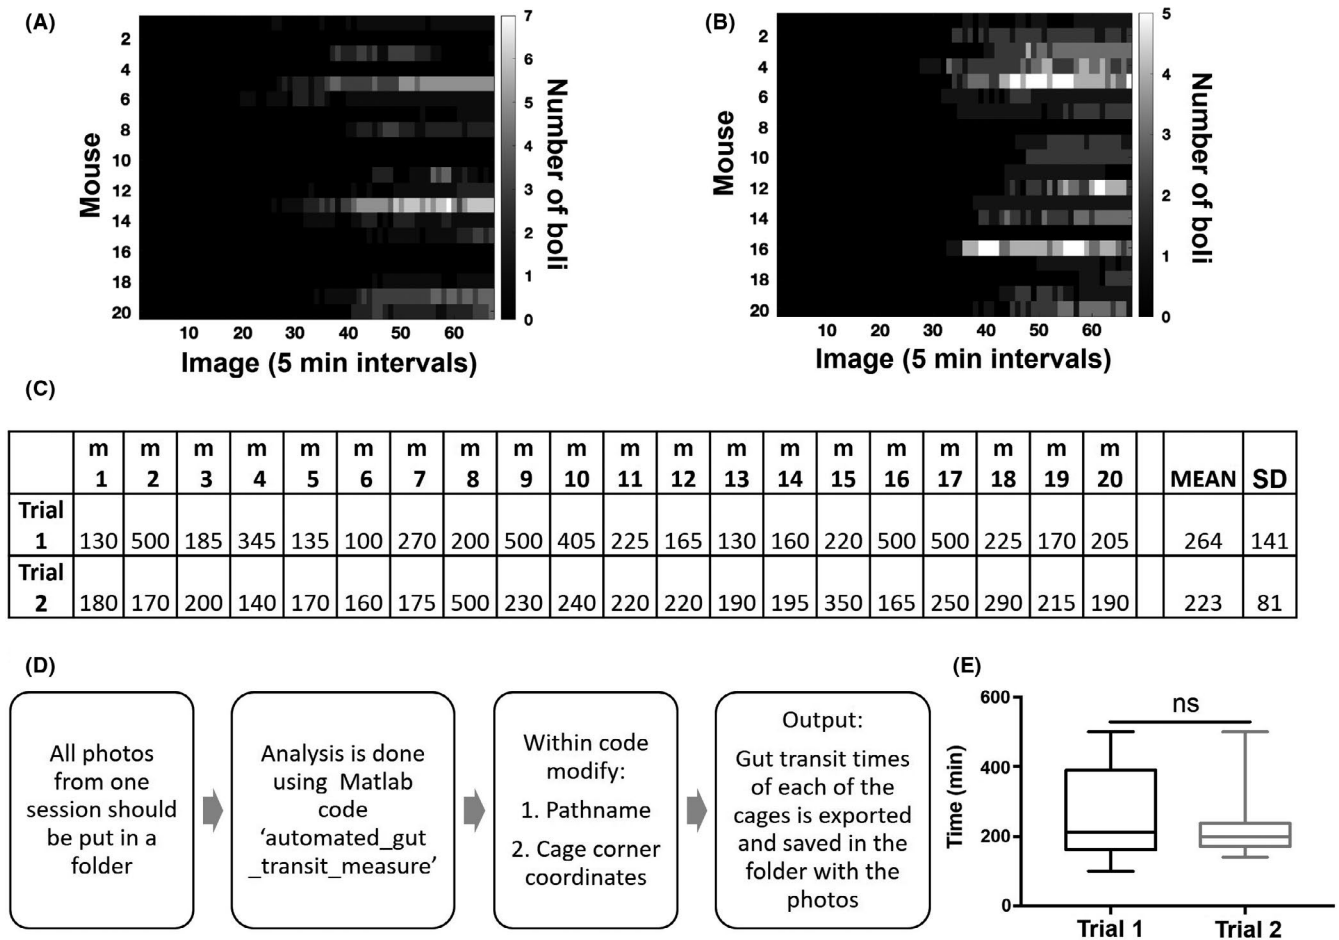 (A)
2
4
6
8
10
12
14
16
18
20
Mouse
10 20 30 40 50 60
Image (5 min intervals)
7
6
5
4
3
2
1
0
Number of boli
(B)
2
4
6
8
10
12
14
16
18
20
Mouse
10 20 30 40 50 60
Image (5 min intervals)
5
4
3
2
1
0
Number of boli
(C)
m m m m m m m m m m m m m m m m m m m m
1 2 3 4 5 6 7 8 9 10 11 12 13 14 15 16 17 18 19 20 MEAN SD
Trial
1 130 500 185 345 135 100 270 200 500 405 225 165 130 160 220 500 500 225 170 205 264 141
Trial
2 180 170 200 140 170 160 175 500 230 240 220 220 190 195 350 165 250 290 215 190 223 81
(D)
All photos
from one
session should
be put in a
folder
Analysis is done
using Matlab
code
‘automated_gut
_transit_measure’
Within code
modify:
1. Pathname
2. Cage corner
coordinates
Output:
Gut transit times
of each of the
cages is exported
and saved in the
folder with the
photos
(E)
600
400
200
0
Time (min)
ns
Trial 1 Trial 2